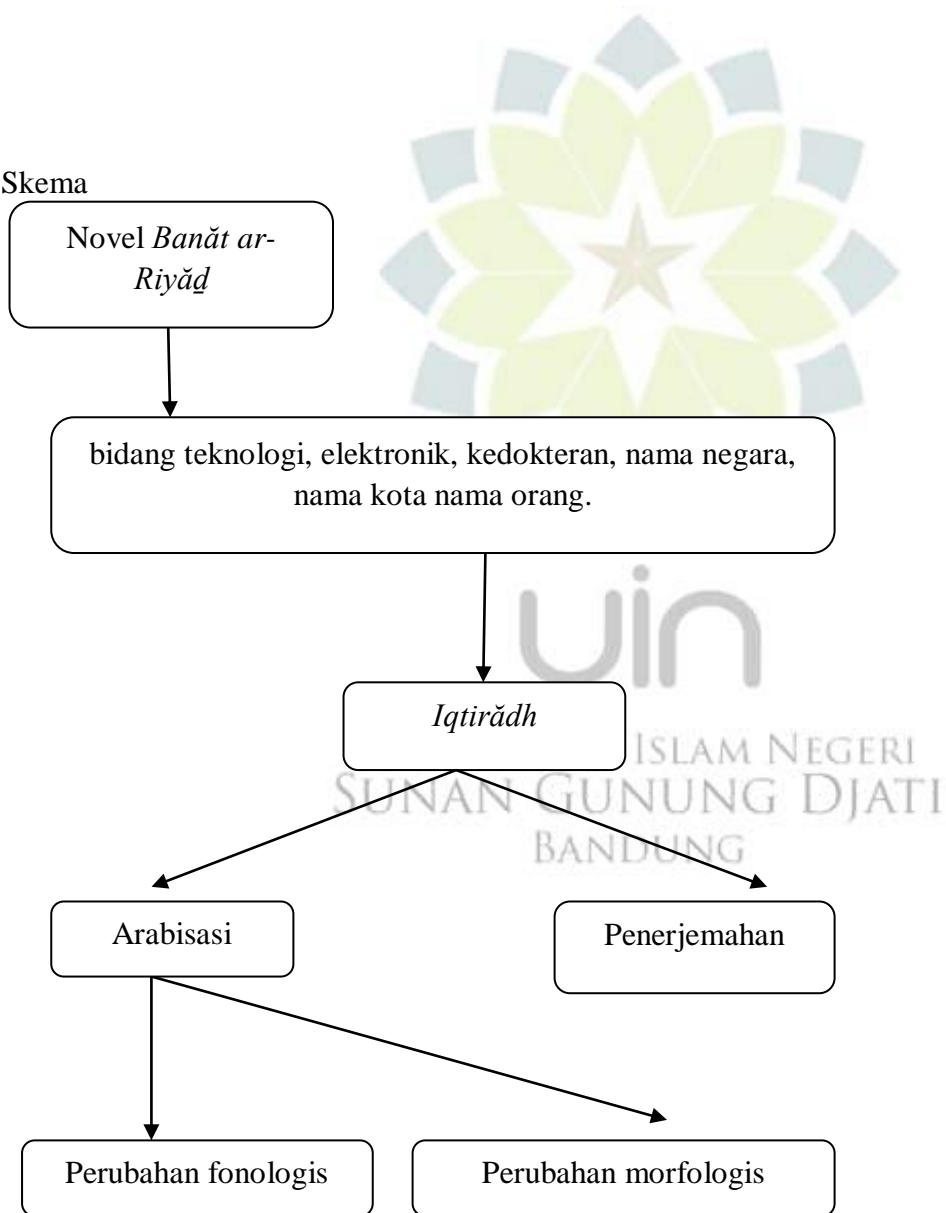 Skema
Novel Banăt ar-
Riyăḏ
bidang teknologi, elektronik, kedokteran, nama negara,
nama kota nama orang.
uin
Iqtirădh
ISLAM NEGERI
SUNAN GUNUNG DJATI
BANDUNG
Arabisasi
Penerjemahan
Perubahan fonologis
Perubahan morfologis